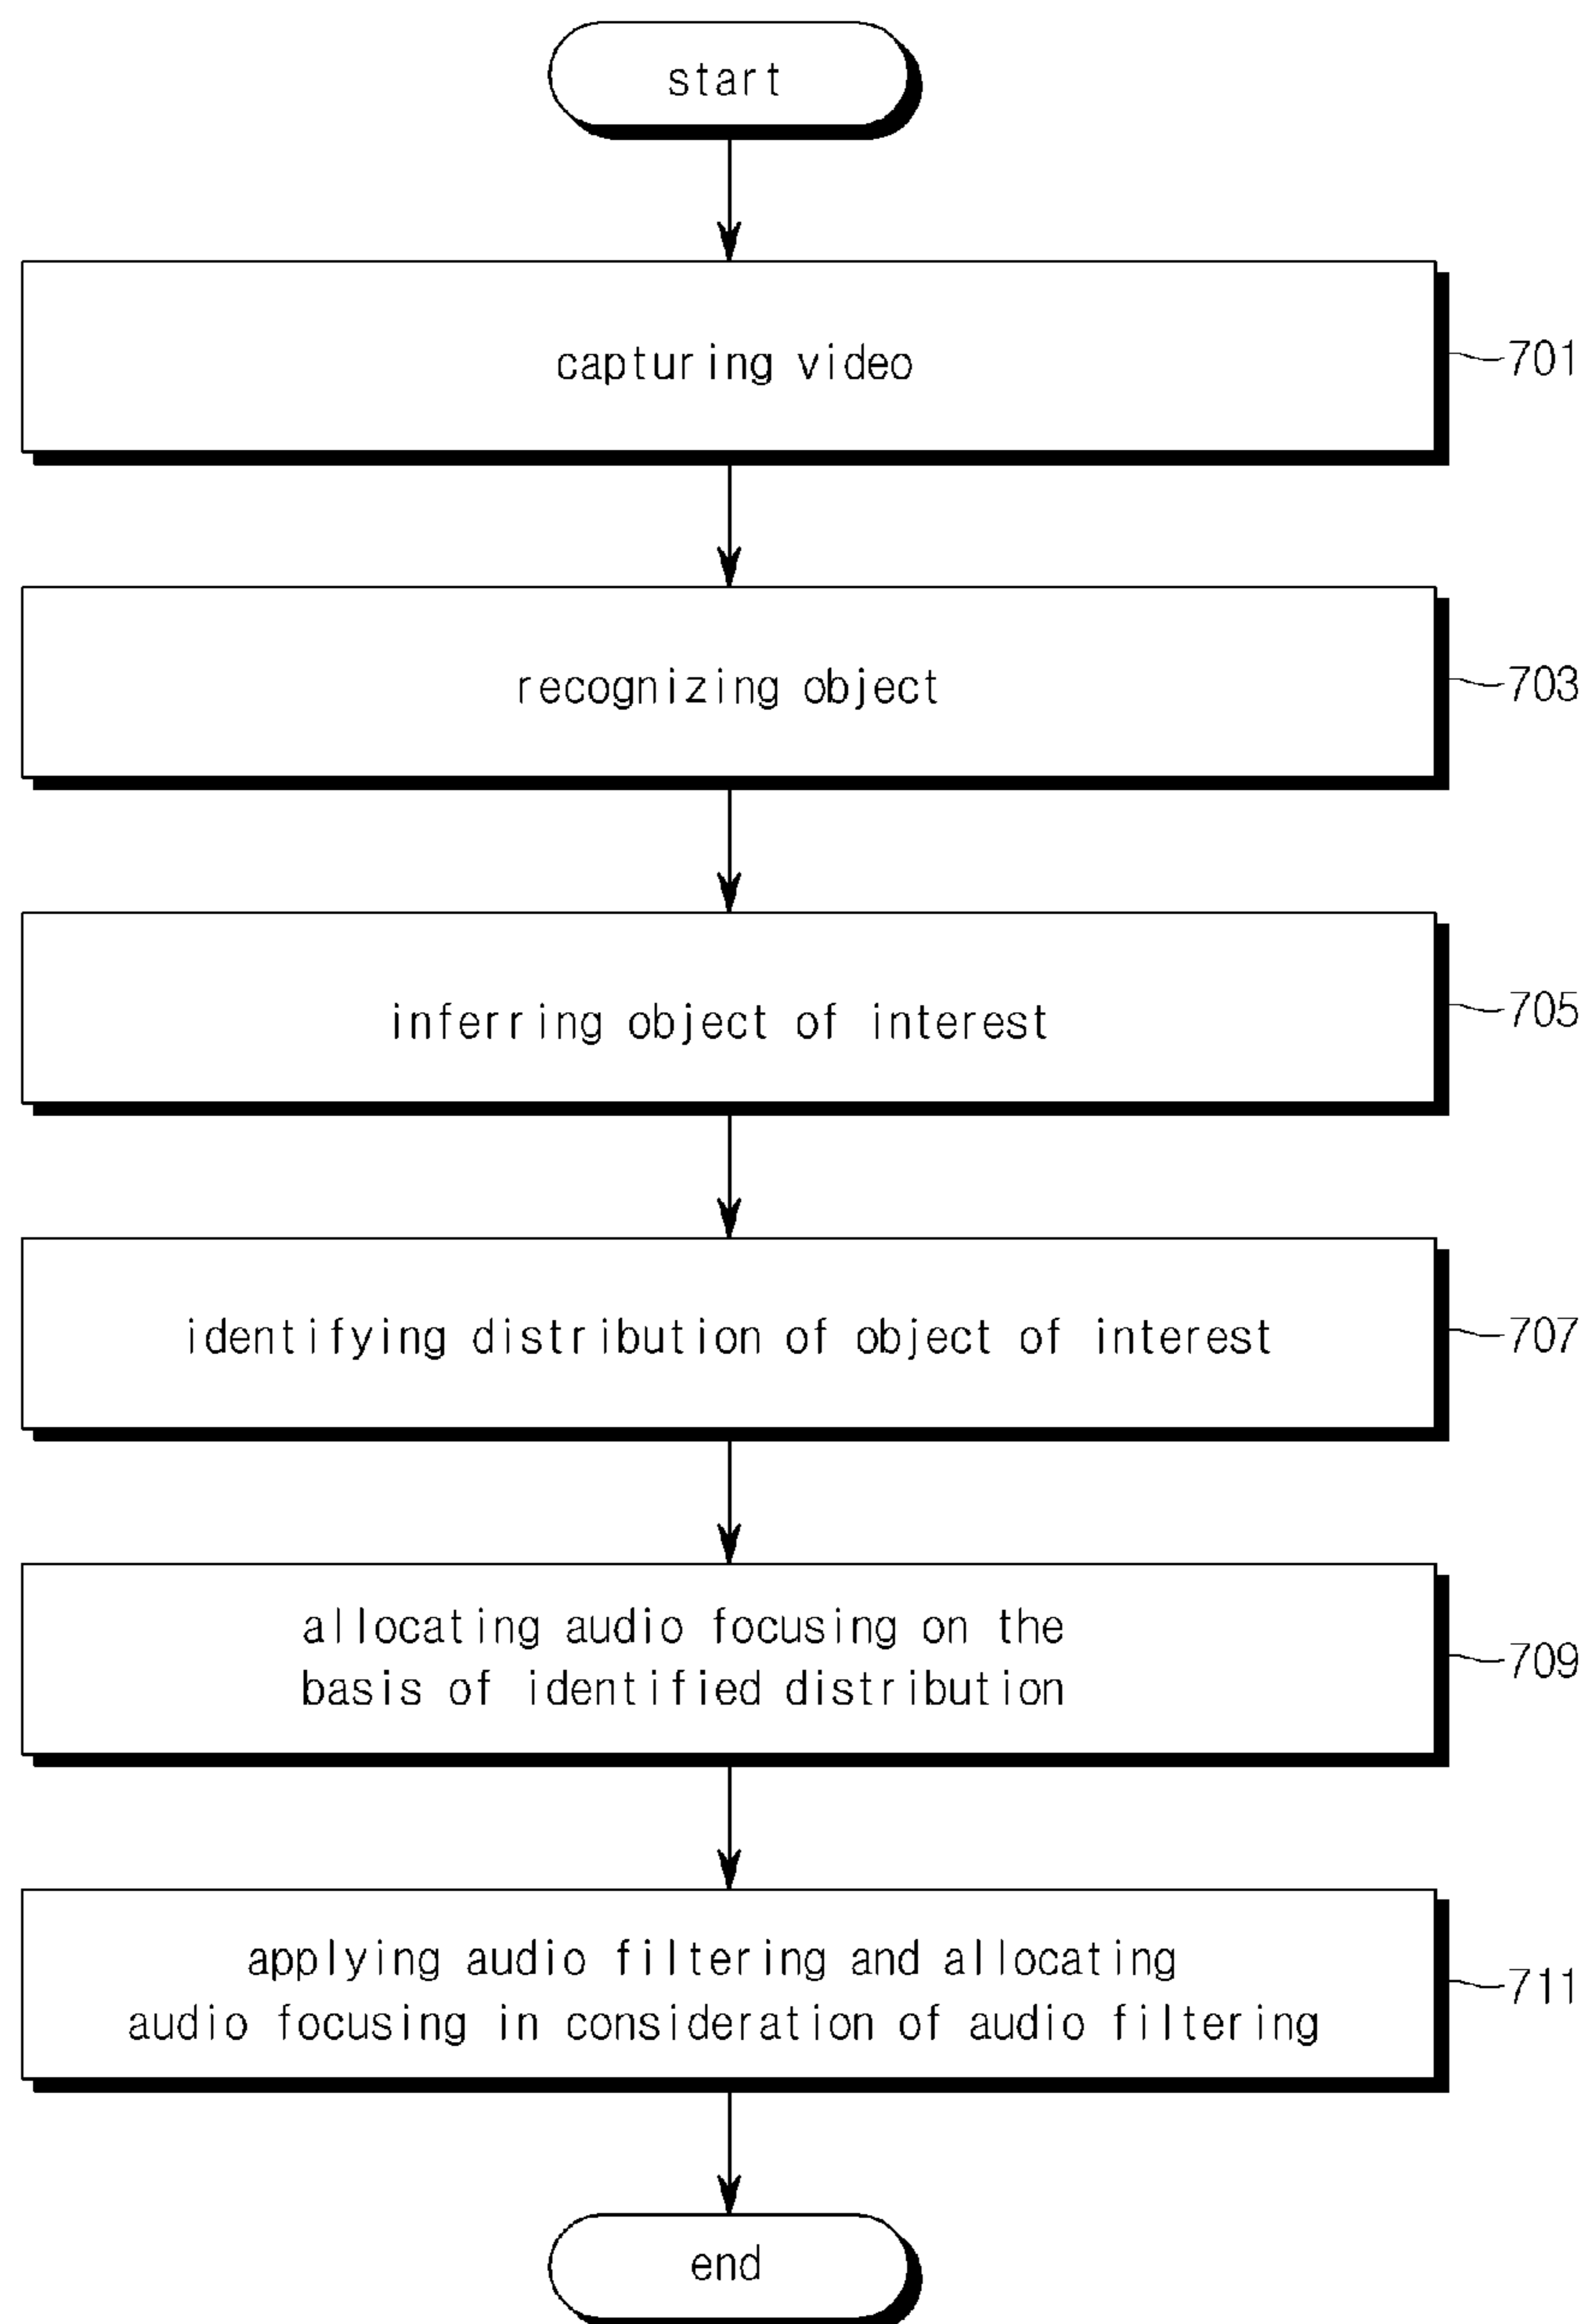 start
capturing video
701
recognizing object
703
inferring object of interest
705
identifying distribution of object of interest
707
allocating audio focusing on the
basis of identified distribution
709
applying audio filtering and allocating
audio focusing in consideration of audio filtering
711
end